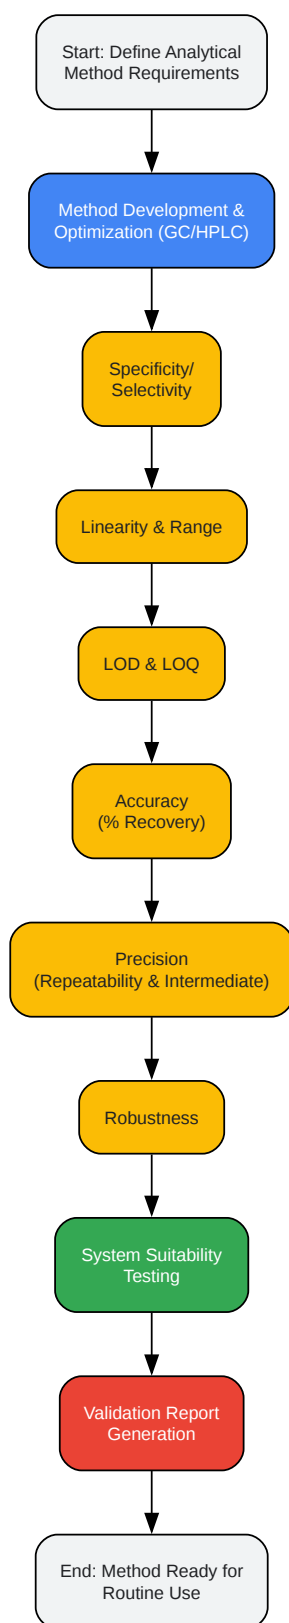 Start: Define Analytical
Method Requirements
Method Development &
Optimization (GC/HPLC)
Specificity/
Selectivity
Linearity & Range
LOD & LOQ
Accuracy
(% Recovery)
Precision
(Repeatability & Intermediate)
Robustness
System Suitability
Testing
Validation Report
Generation
End: Method Ready for
Routine Use